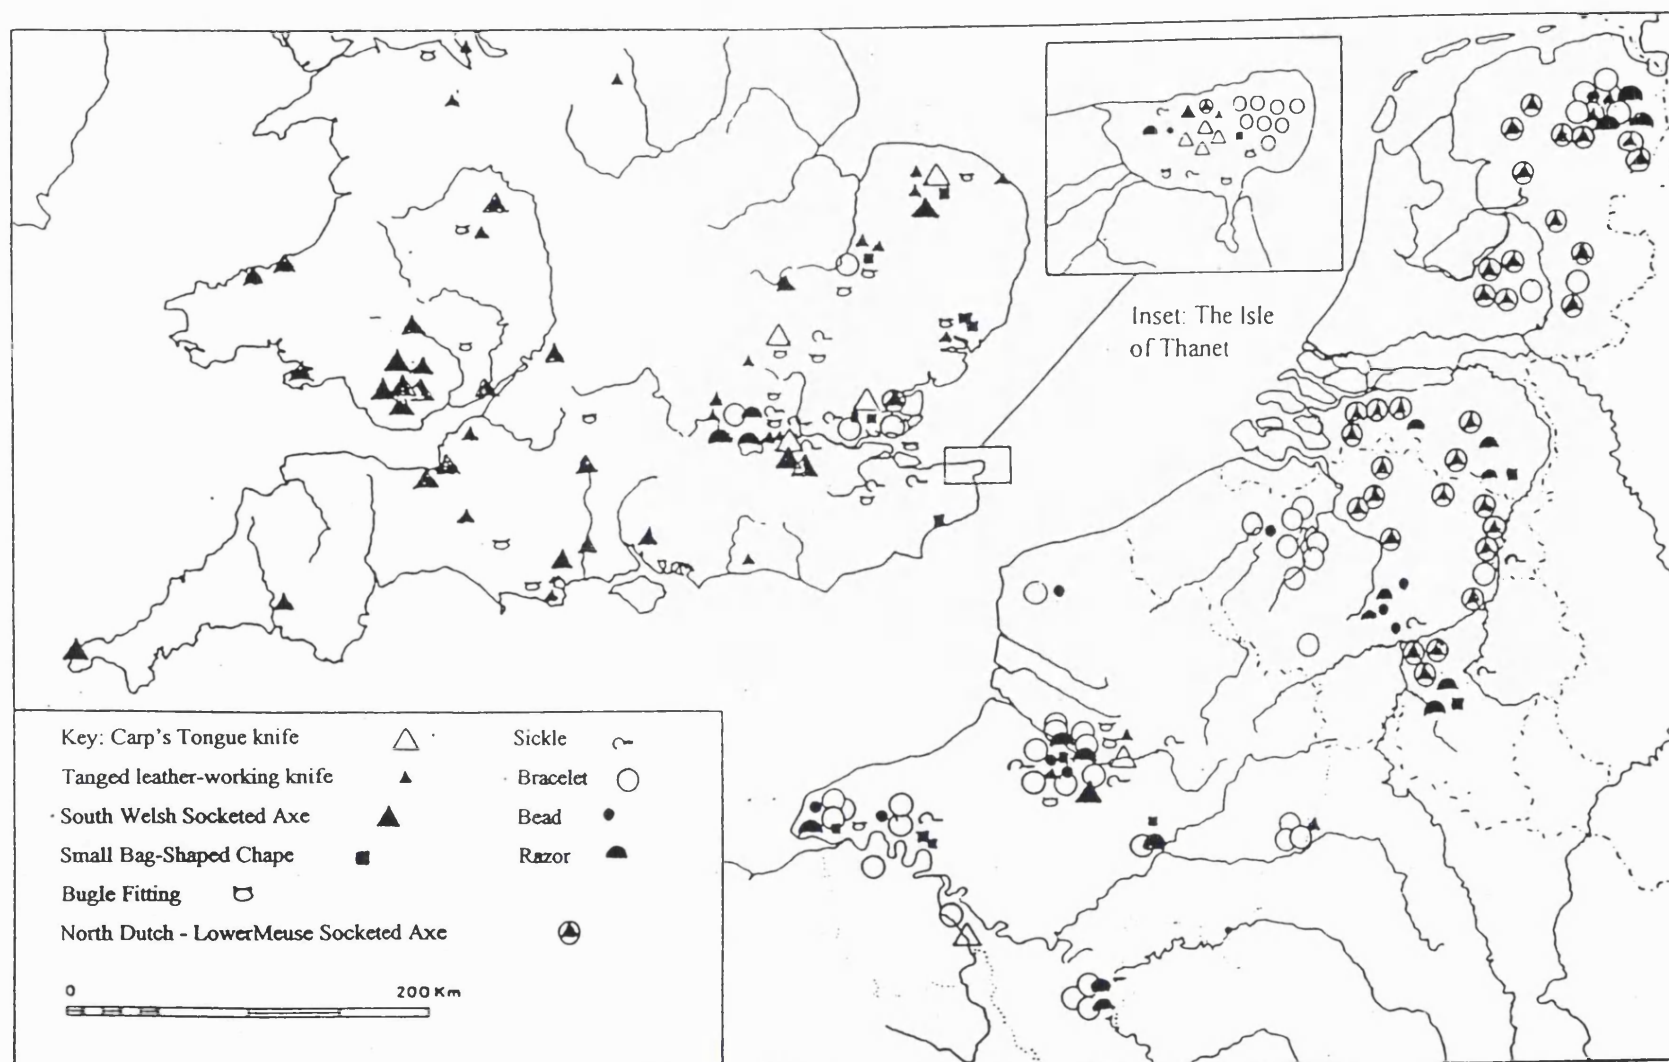 Inset: The Isle
of Thanet
Key: Carp's Tongue knife
Tanged leather-working knife
South Welsh Socketed Axe
Small Bag-Shaped Chape
Bugle Fitting
North Dutch - LowerMeuse Socketed Axe
Sickle
Bracelet
Bead
Razor
0 200 Km